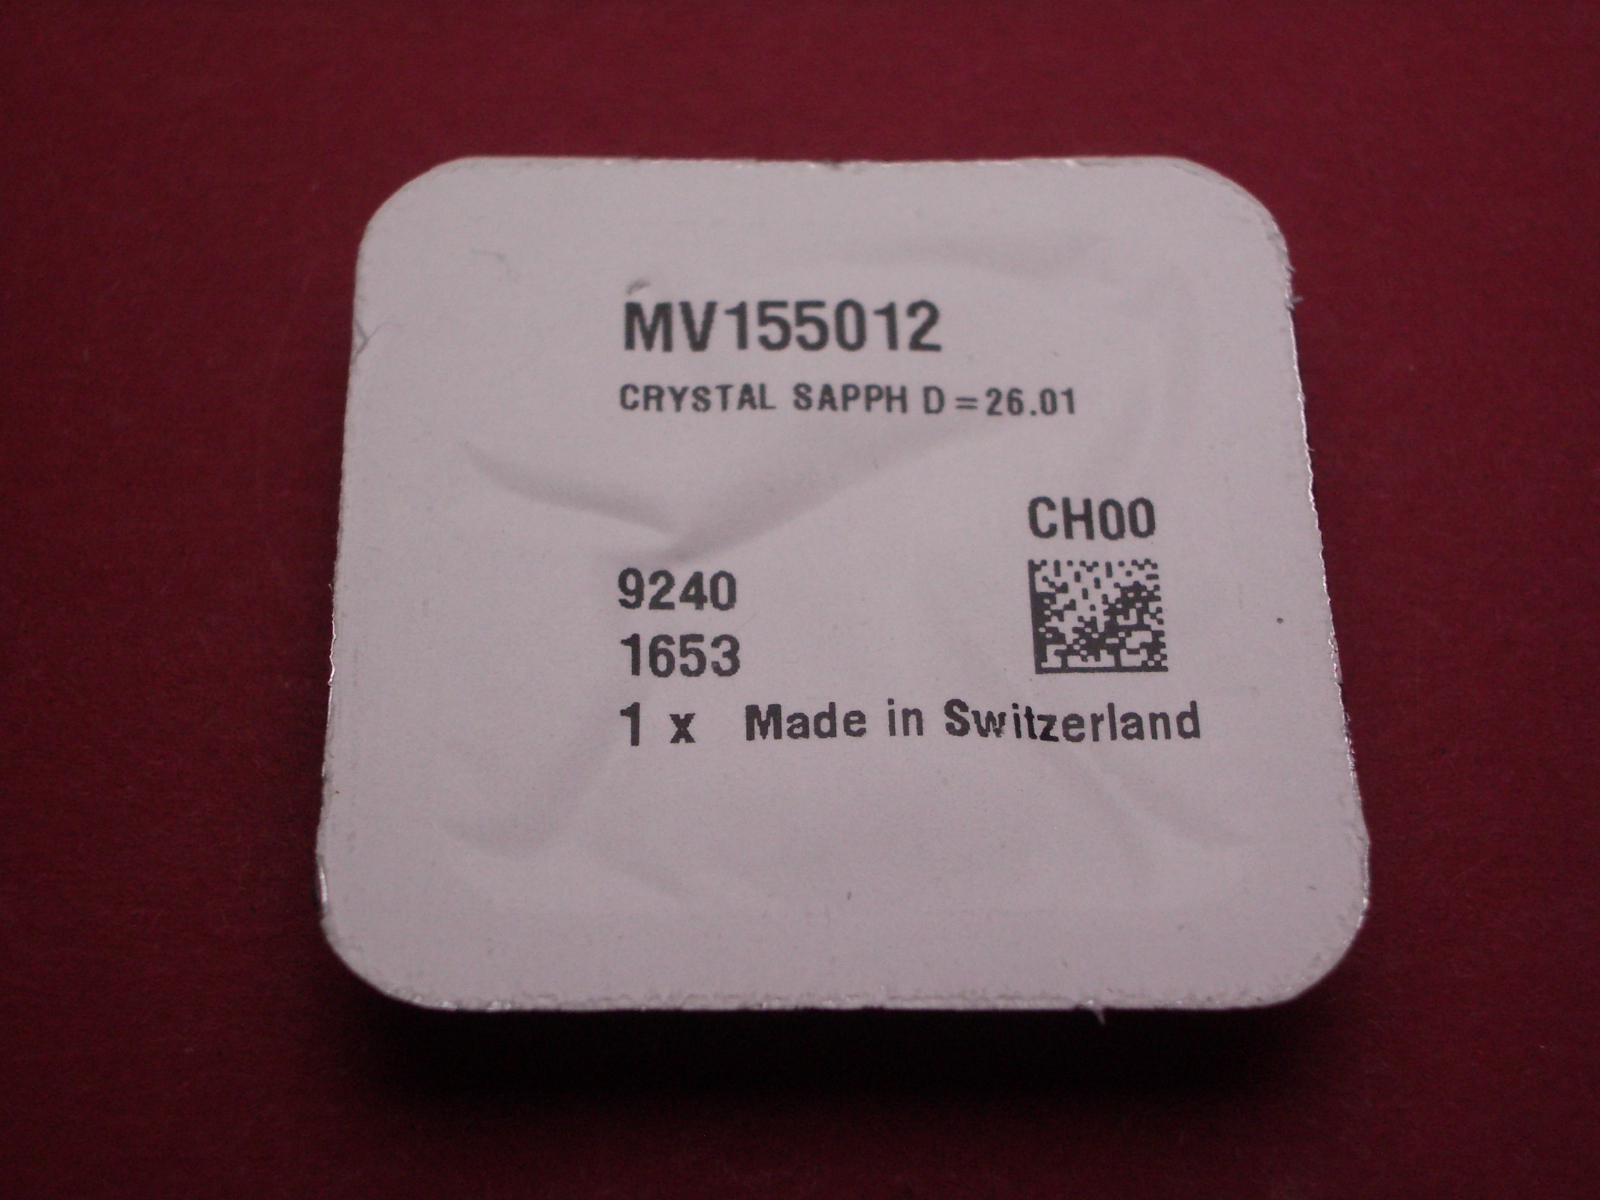 MV155012
CRYSTAL SAPPH D=26.01
CH00
9240
1653
1 x Made in Switzerland